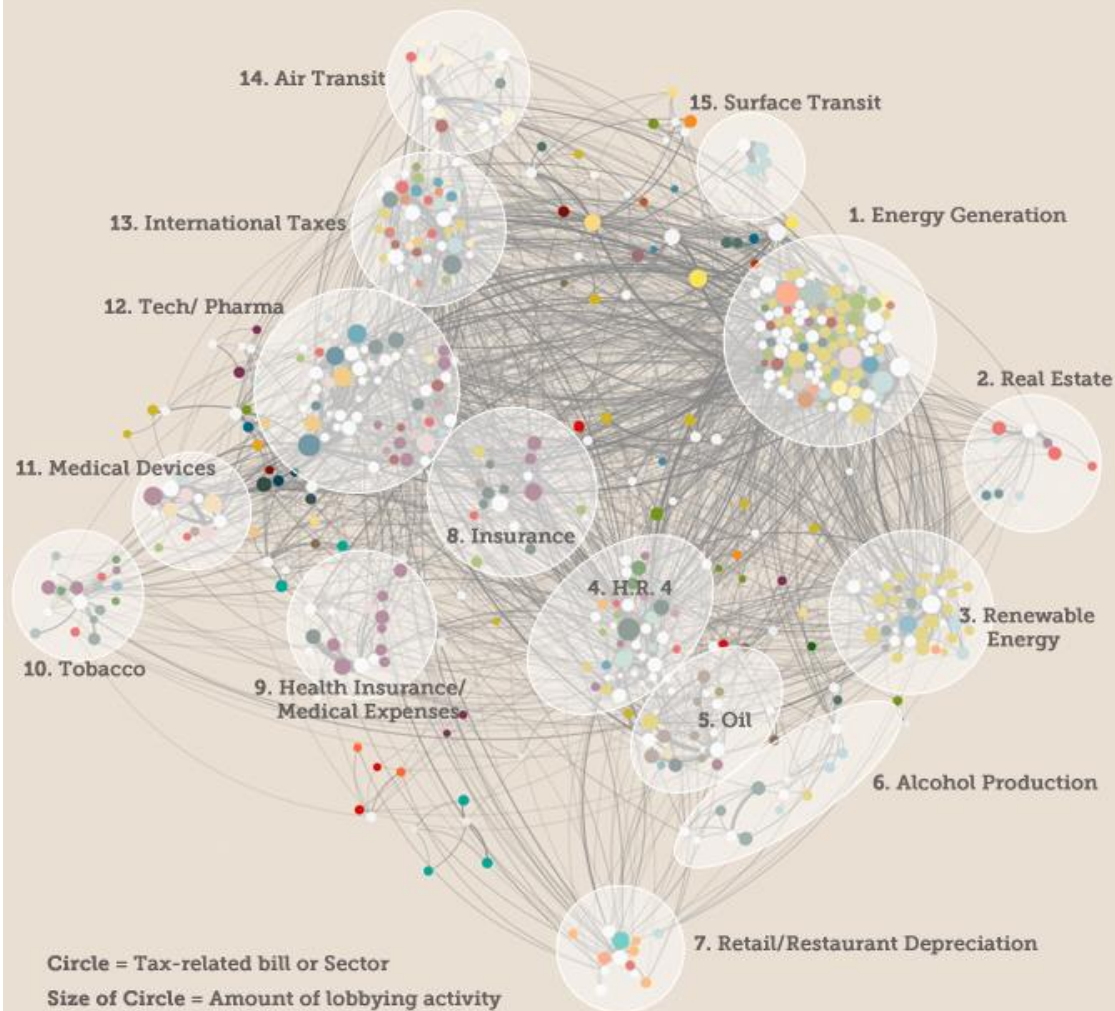 14. Air Transit
15. Surface Transit
13. International Taxes
1. Energy Generation
12. Tech/ Pharma
2. Real Estate
11. Medical Devices
8. Insurance
4. H.R. 4
3. Renewable
Energy
10. Tobacco
9. Health Insurance/
Medical Expenses
5. Oil
6. Alcohol Production
7. Retail/Restaurant Depreciation
Circle = Tax-related bill or Sector
Size of Circle = Amount of lobbying activity